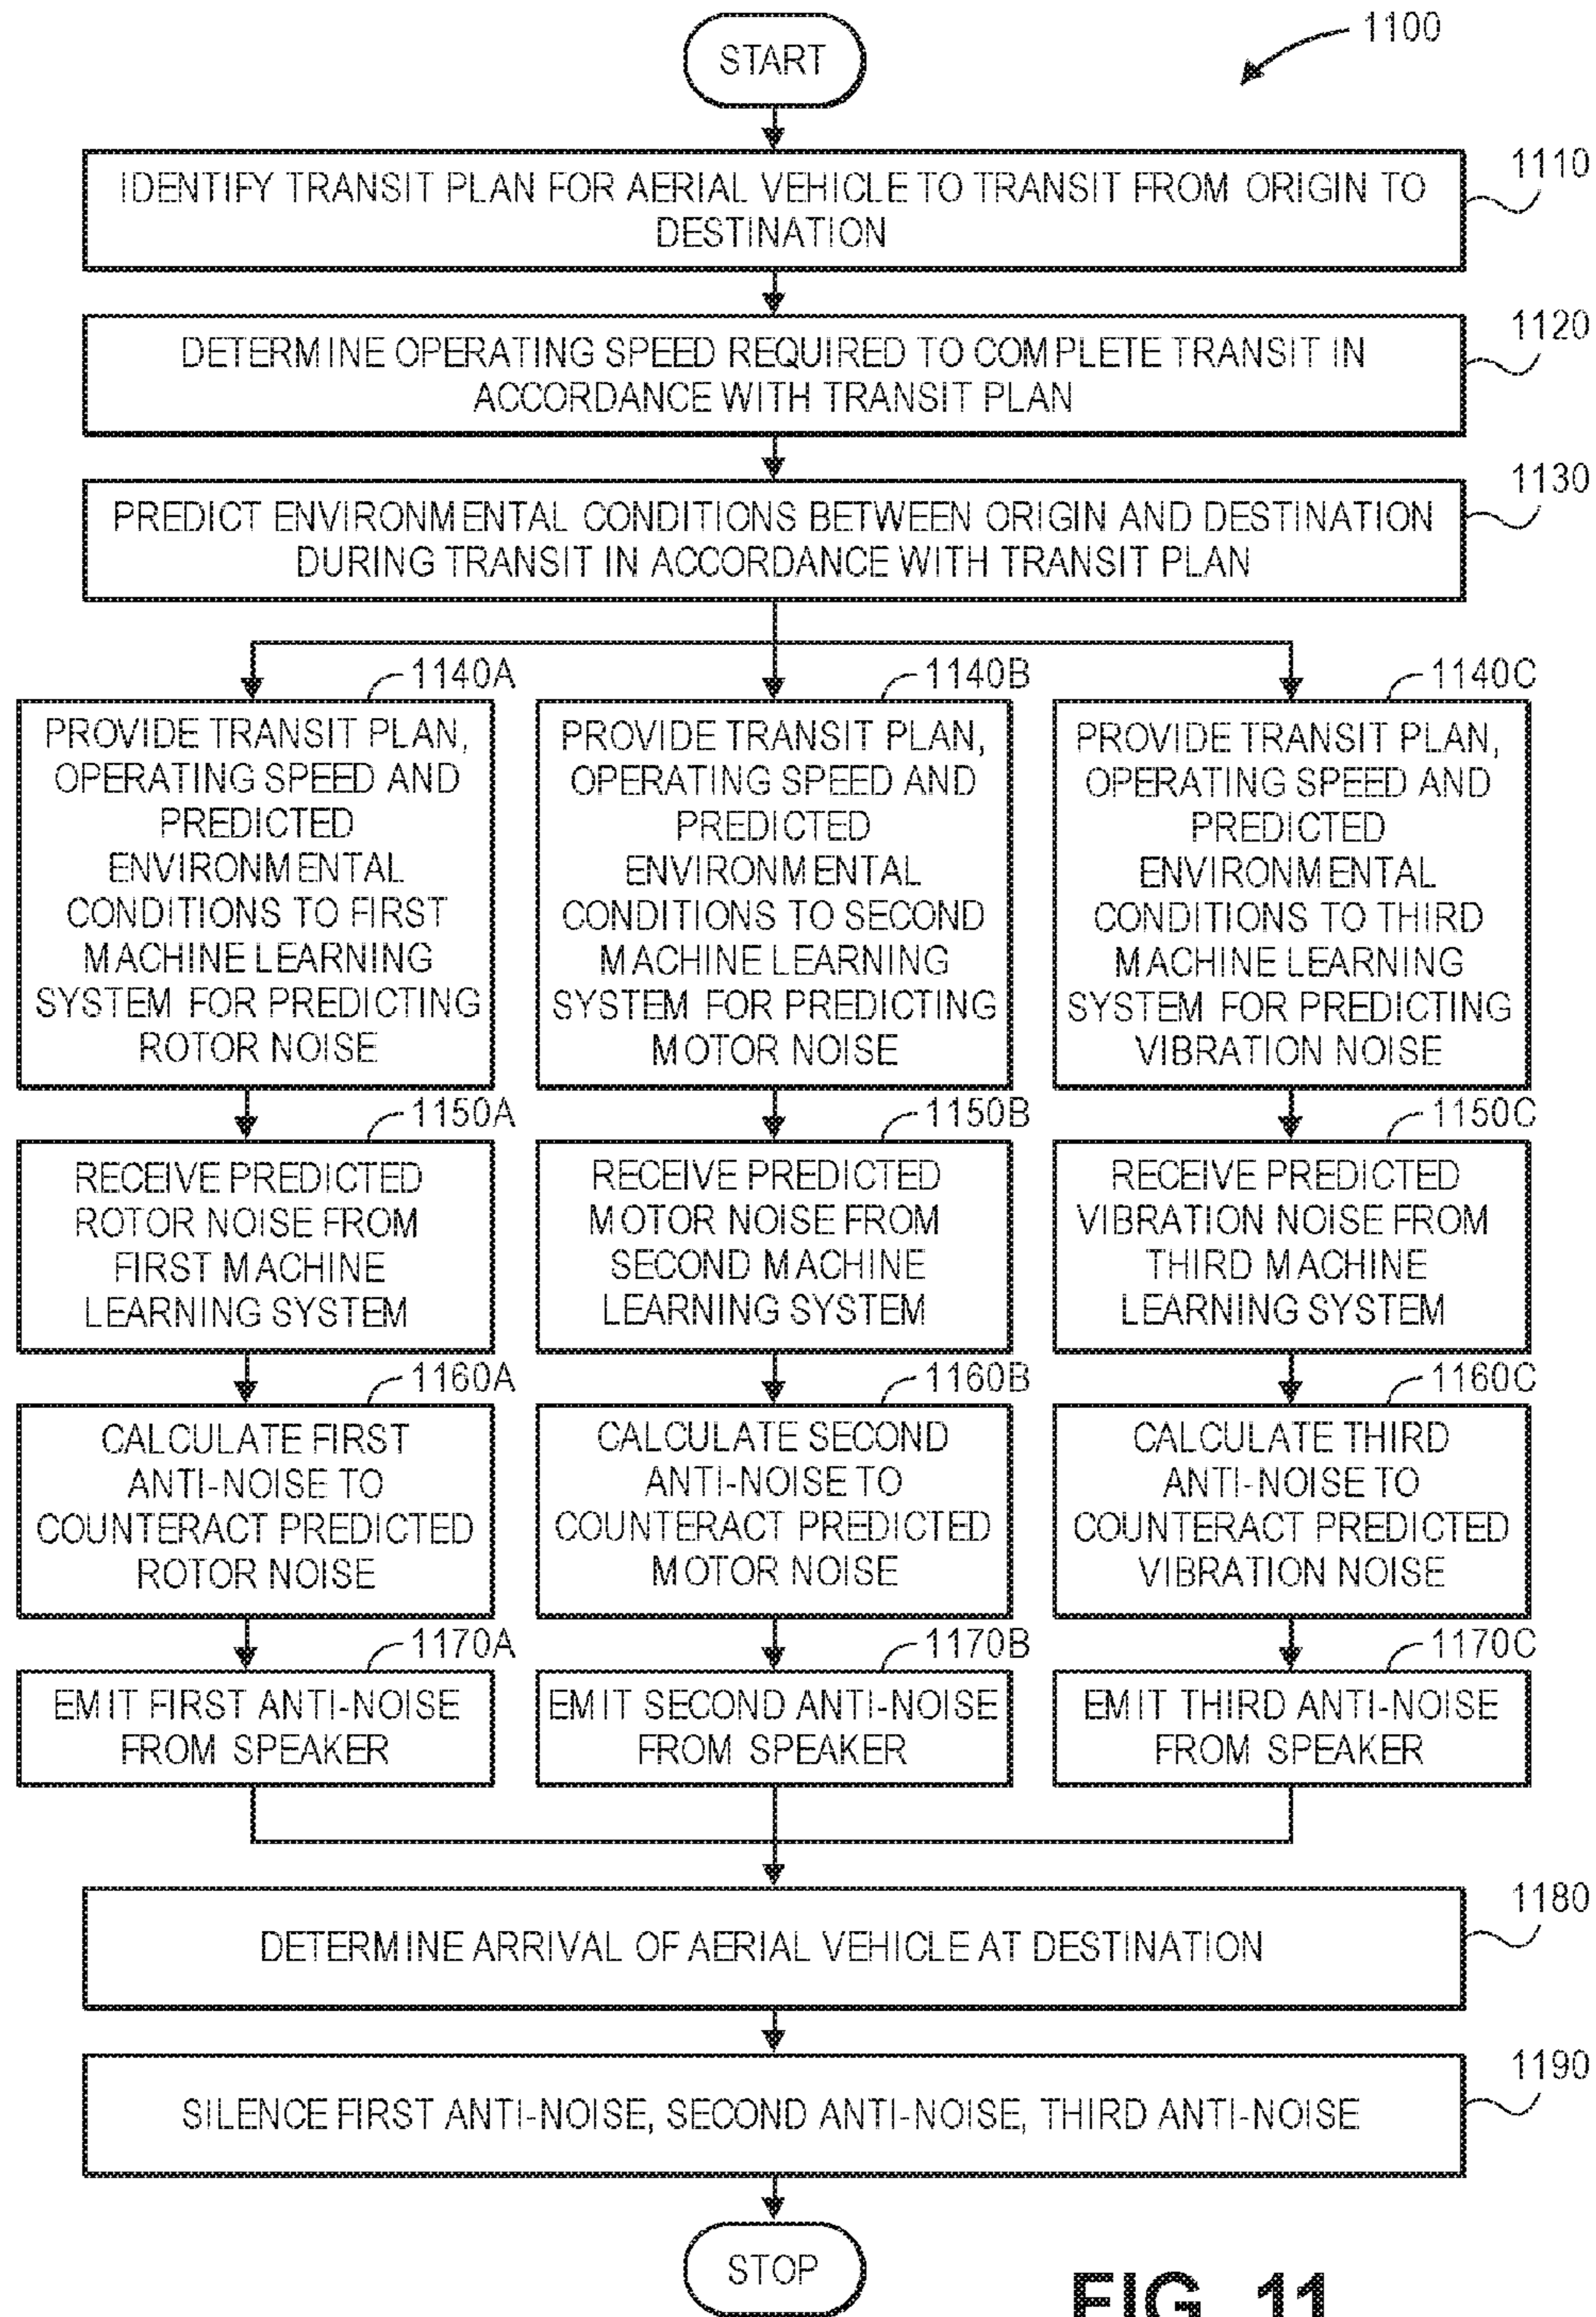 START
1100
IDENTIFY TRANSIT PLAN FOR AERIAL VEHICLE TO TRANSIT FROM ORIGIN TO
DESTINATION
1110
DETERMINE OPERATING SPEED REQUIRED TO COMPLETE TRANSIT IN
ACCORDANCE WITH TRANSIT PLAN
1120
PREDICT ENVIRONMENTAL CONDITIONS BETWEEN ORIGIN AND DESTINATION
DURING TRANSIT IN ACCORDANCE WITH TRANSIT PLAN
1130
1140A
PROVIDE TRANSIT PLAN,
OPERATING SPEED AND
PREDICTED
ENVIRONMENTAL
CONDITIONS TO FIRST
MACHINE LEARNING
SYSTEM FOR PREDICTING
ROTOR NOISE
1140B
PROVIDE TRANSIT PLAN,
OPERATING SPEED AND
PREDICTED
ENVIRONMENTAL
CONDITIONS TO SECOND
MACHINE LEARNING
SYSTEM FOR PREDICTING
MOTOR NOISE
1140C
PROVIDE TRANSIT PLAN,
OPERATING SPEED AND
PREDICTED
ENVIRONMENTAL
CONDITIONS TO THIRD
MACHINE LEARNING
SYSTEM FOR PREDICTING
VIBRATION NOISE
1150A
RECEIVE PREDICTED
ROTOR NOISE FROM
FIRST MACHINE
LEARNING SYSTEM
1150B
RECEIVE PREDICTED
MOTOR NOISE FROM
SECOND MACHINE
LEARNING SYSTEM
1150C
RECEIVE PREDICTED
VIBRATION NOISE FROM
THIRD MACHINE
LEARNING SYSTEM
1160A
CALCULATE FIRST
ANTI-NOISE TO
COUNTERACT PREDICTED
ROTOR NOISE
1160B
CALCULATE SECOND
ANTI-NOISE TO
COUNTERACT PREDICTED
MOTOR NOISE
1160C
CALCULATE THIRD
ANTI-NOISE TO
COUNTERACT PREDICTED
VIBRATION NOISE
1170A
EMIT FIRST ANTI-NOISE
FROM SPEAKER
1170B
EMIT SECOND ANTI-NOISE
FROM SPEAKER
1170C
EMIT THIRD ANTI-NOISE
FROM SPEAKER
DETERMINE ARRIVAL OF AERIAL VEHICLE AT DESTINATION
1180
SILENCE FIRST ANTI-NOISE, SECOND ANTI-NOISE, THIRD ANTI-NOISE
1190
STOP
FIG. 11